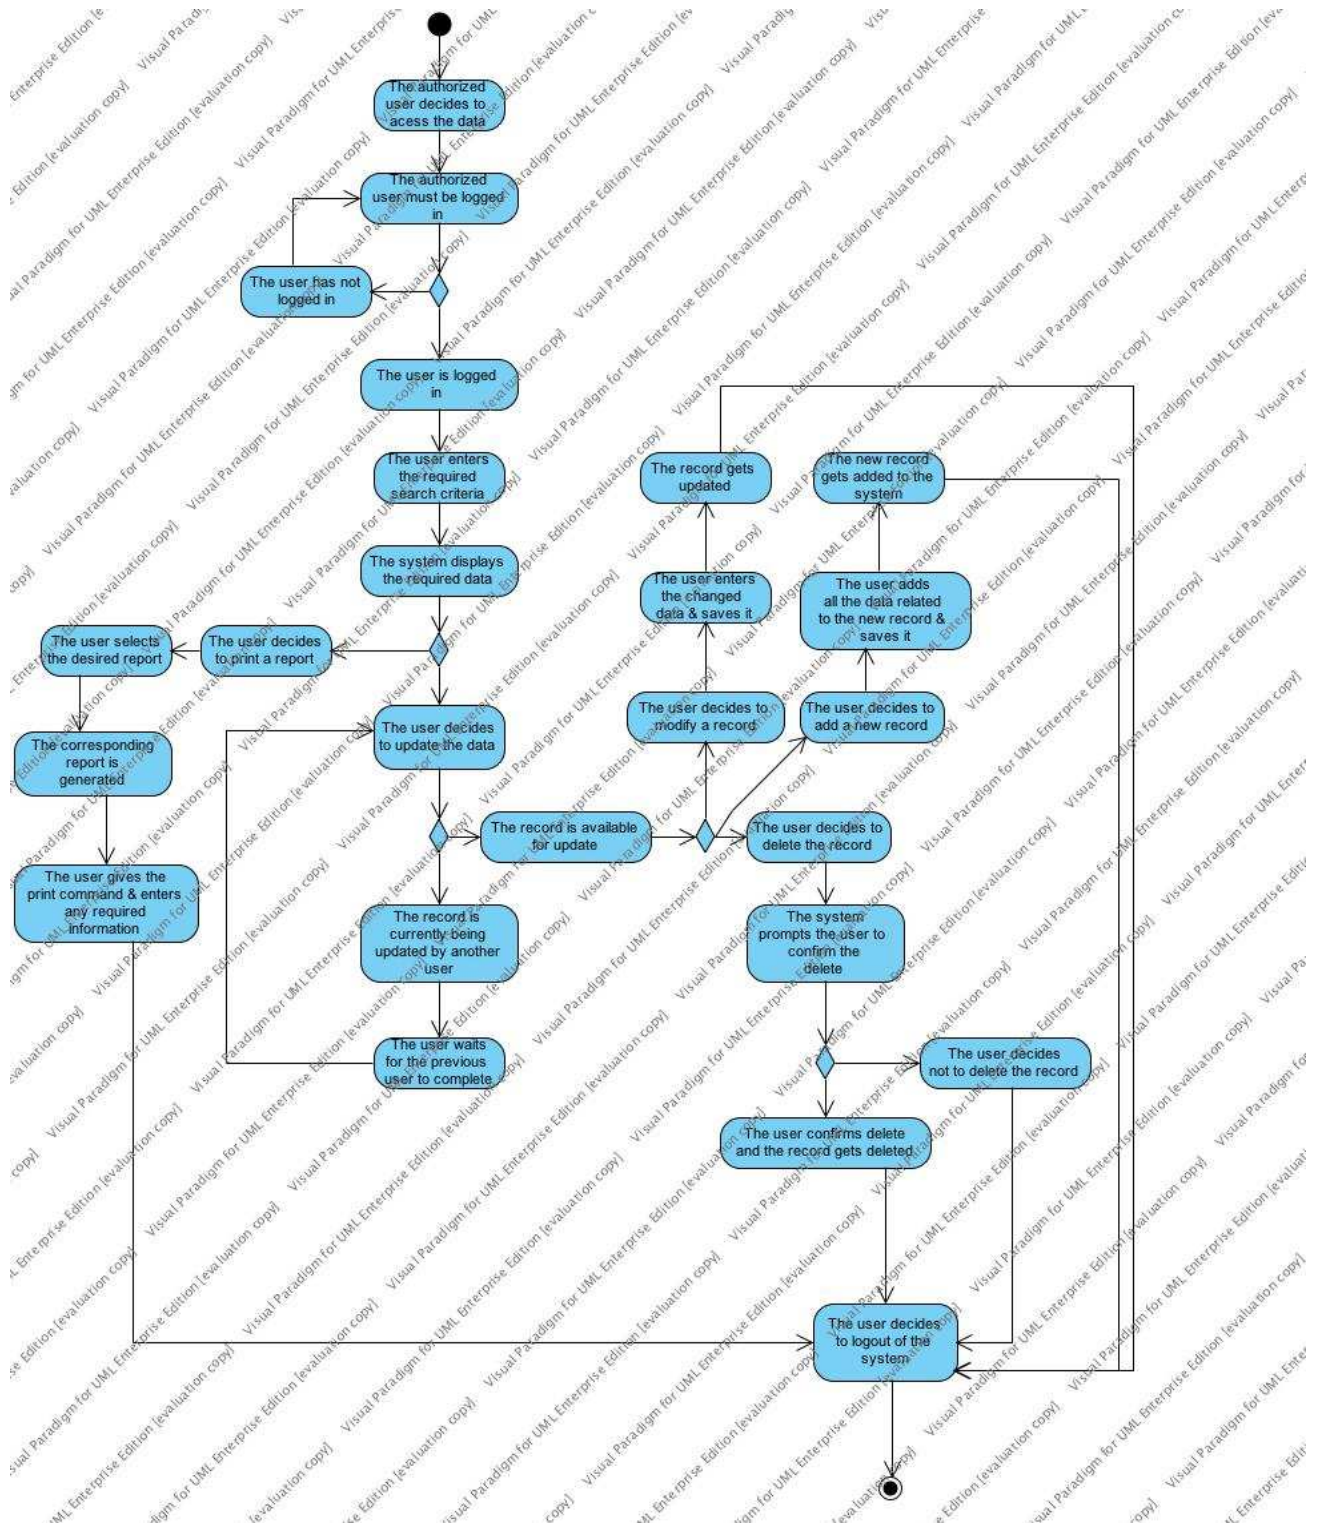 The authorized
user decides to
acess the data
The authorized
user must be logged
in
The user has not
logged in
The user is logged
in
The user enters
the required
search criteria
The system displays
the required data
The user decides
to print a report
The user selects
the desired report
The corresponding
report is
generated
The user gives the
print command & enters
any required
information
The user decides
to update the data
The record is available
for update
The record is
currently being
updated by another
user
The user waits
for the previous
user to complete
The user decides to
modify a record
The user enters
the changed
data & saves it
The record gets
updated
The user decides to
add a new record
The user adds
all the data related
to the new record &
saves it
The new record
gets added to the
system
The user decides to
delete the record
The system
prompts the user to
confirm the
delete
The user decides
not to delete the record
The user confirms delete
and the record gets deleted
The user decides
to logout of the
system
Visual Paradigm for UML Enterprise Edition [evaluation copy]